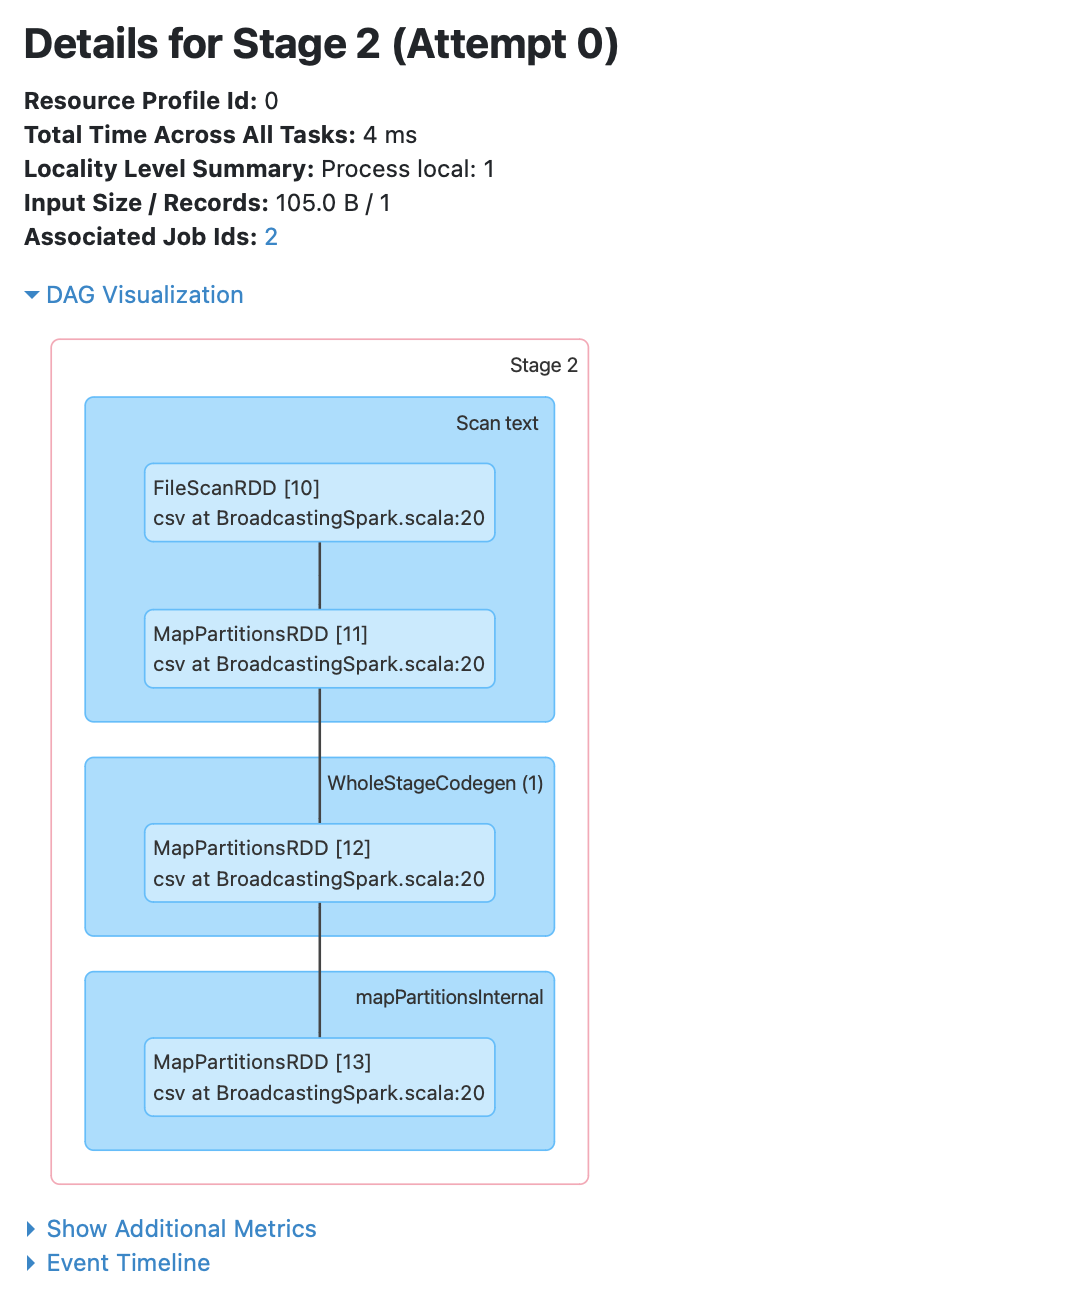 Details for Stage 2 (Attempt 0)
Resource Profile Id: 0
Total Time Across All Tasks: 4 ms
Locality Level Summary: Process local: 1
Input Size / Records: 105.0 B / 1
Associated Job Ids: 2
DAG Visualization
Stage 2
Scan text
FileScanRDD [10]
csv at BroadcastingSpark.scala:20
MapPartitionsRDD [11]
csv at BroadcastingSpark.scala:20
WholeStageCodegen (1)
MapPartitionsRDD [12]
csv at BroadcastingSpark.scala:20
mapPartitionsInternal
MapPartitionsRDD [13]
csv at BroadcastingSpark.scala:20
Show Additional Metrics
Event Timeline